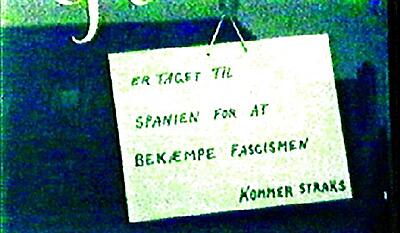 ER TAGET TIL
SPANIEN FOR AT
BEKÆMPE FASCISMEN
KOMMER STRAKS